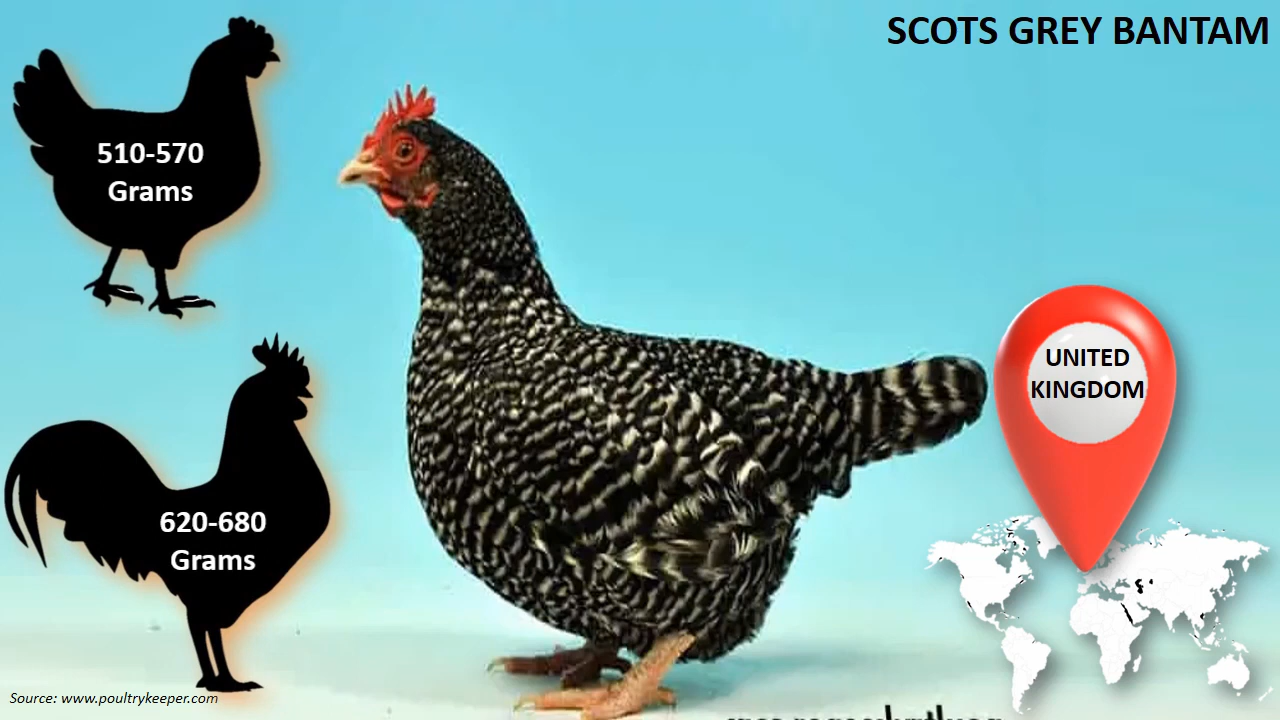 SCOTS GREY BANTAM
510-570
Grams
UNITED
KINGDOM
620-680
Grams
Source: www.poultrykeeper.com